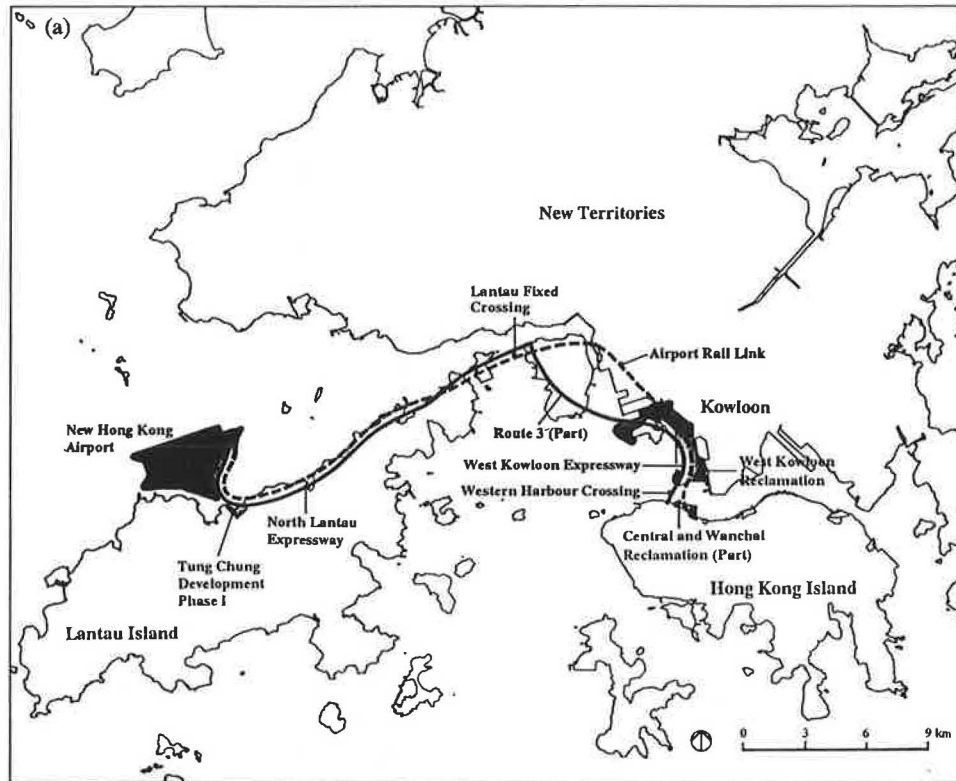 (a)
New Territories
Lantau Fixed
Crossing
Airport Rail Link
Kowloon
New Hong Kong
Airport
Route 3 (Part)
West Kowloon Expressway
West Kowloon
Reclamation
Western Harbour Crossing
North Lantau
Expressway
Central and Wanchai
Reclamation (Part)
Tung Chung
Development
Phase I
Hong Kong Island
Lantau Island
0 3 6 9 km